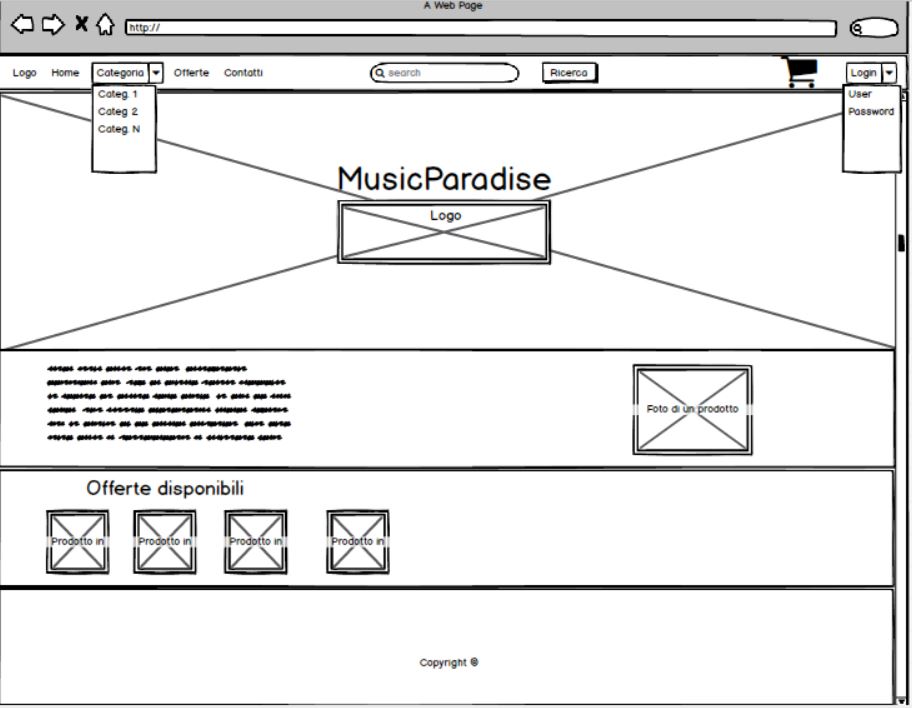 A Web Page
http://
Logo Home Categoria Offerte Contatti search Ricerca Login
Categ. 1
Categ. 2
Categ. N
User
Password
MusicParadise
Logo
Foto di un prodotto
Offerte disponibili
Prodotto in Prodotto in Prodotto in Prodotto in
Copyright ©